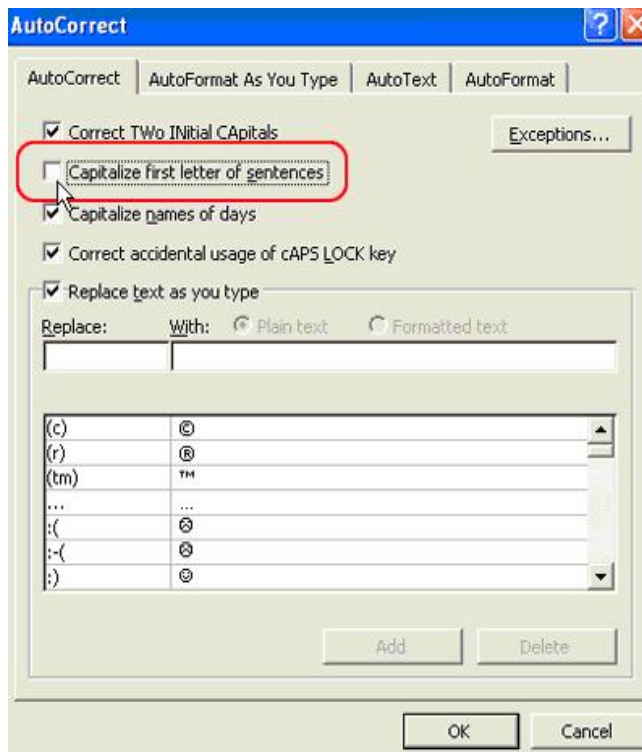 AutoCorrect
AutoCorrect AutoFormat As You Type AutoText AutoFormat
Correct TWo INitial CApitals Exceptions...
Capitalize first letter of sentences
Capitalize names of days
Correct accidental usage of cAPS LOCK key
Replace text as you type
Replace: With: Plain text Formatted text
(c) ©
(r) ®
(tm) ™
... ...
:( ☹
:-( ☹
:) ☺
Add Delete
OK Cancel